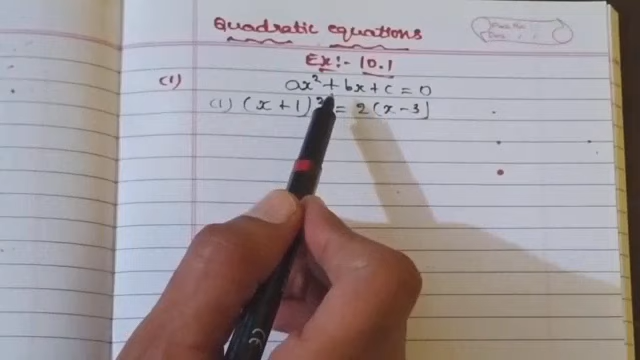 Quadratic equations
Ex:- 10.1
(1) ax² + bx + c = 0
(1) (x + 1)² = 2(x - 3)